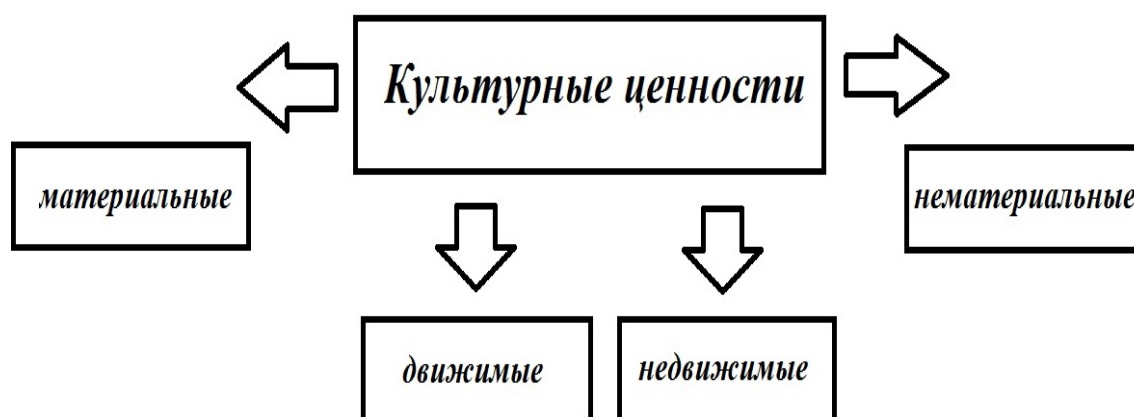 Культурные ценности
материальные
нематериальные
движимые
недвижимые